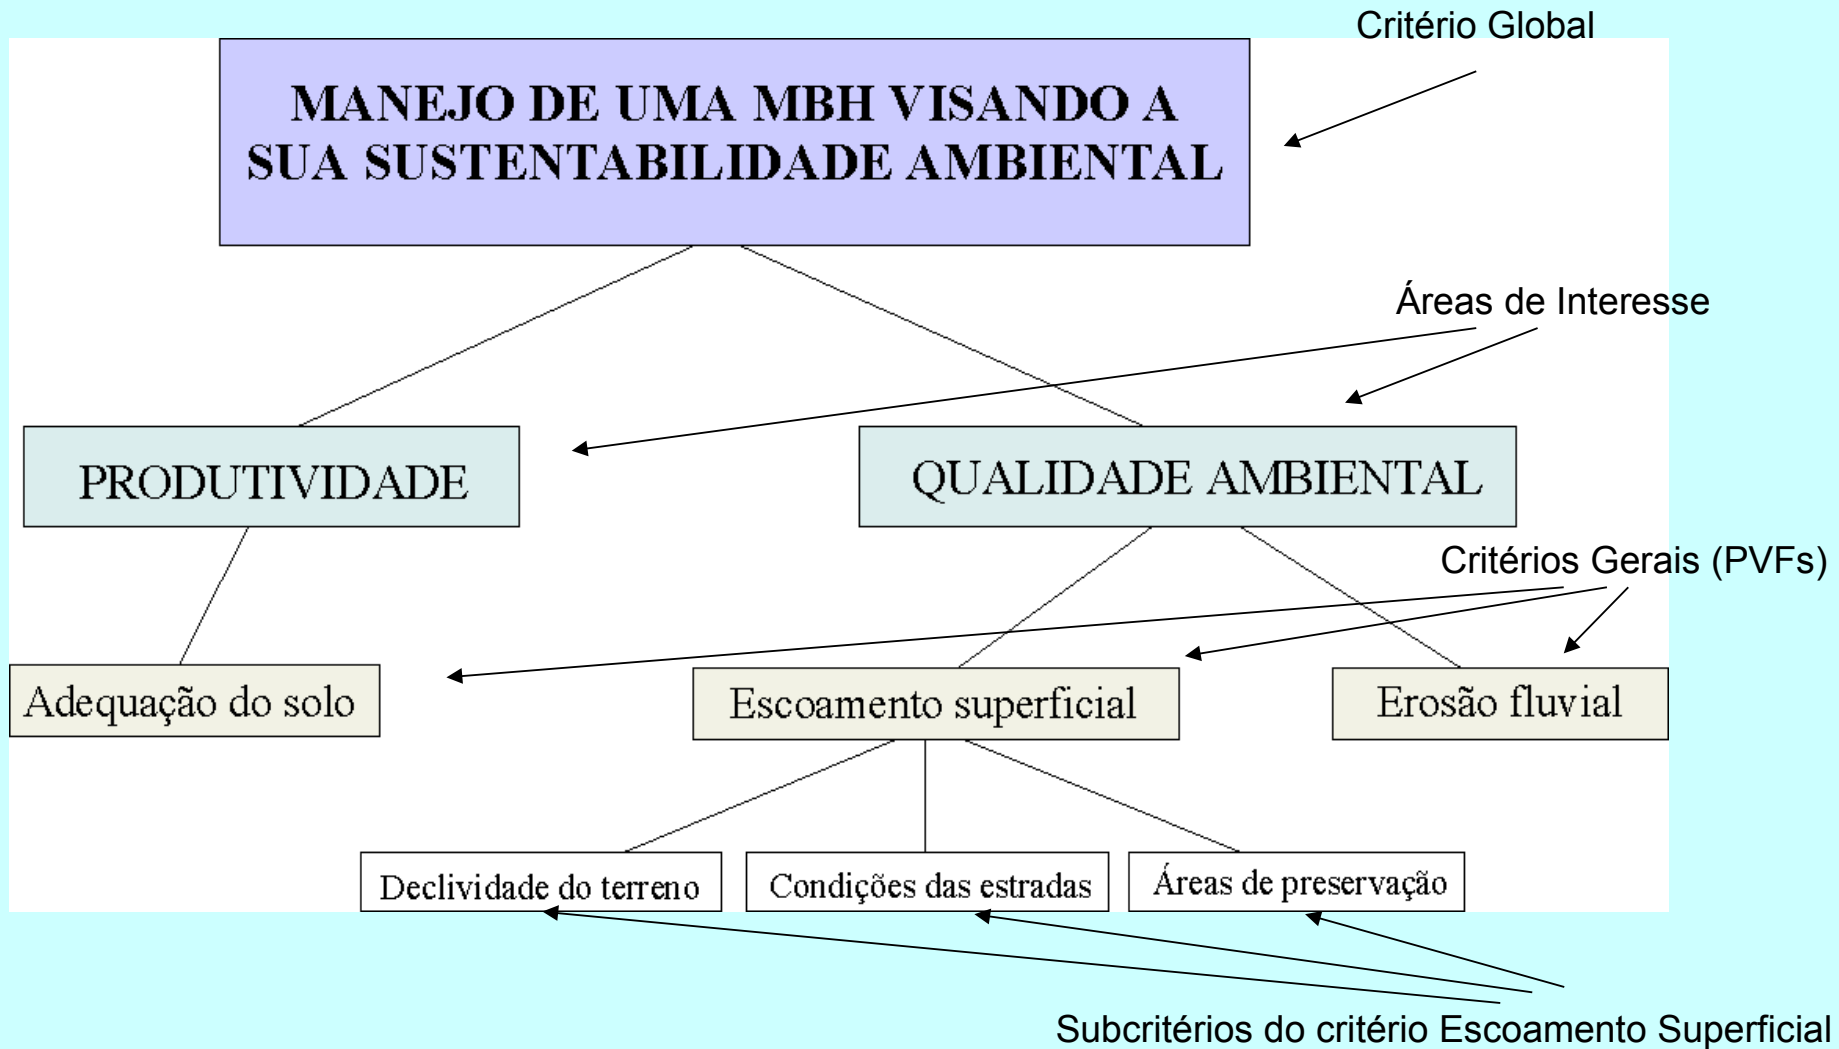 Critério Global
MANEJO DE UMA MBH VISANDO A
SUA SUSTENTABILIDADE AMBIENTAL
Áreas de Interesse
PRODUTIVIDADE
QUALIDADE AMBIENTAL
Critérios Gerais (PVFs)
Adequação do solo
Escoamento superficial
Erosão fluvial
Declividade do terreno
Condições das estradas
Áreas de preservação
Subcritérios do critério Escoamento Superficial